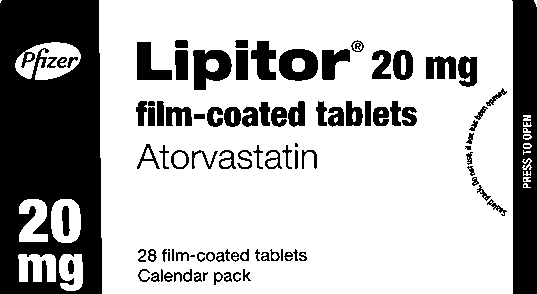 Pfizer
Lipitor® 20 mg
film-coated tablets
Atorvastatin
20
mg
28 film-coated tablets
Calendar pack
Sealed pack. Do not use if box has been opened.
PRESS TO OPEN